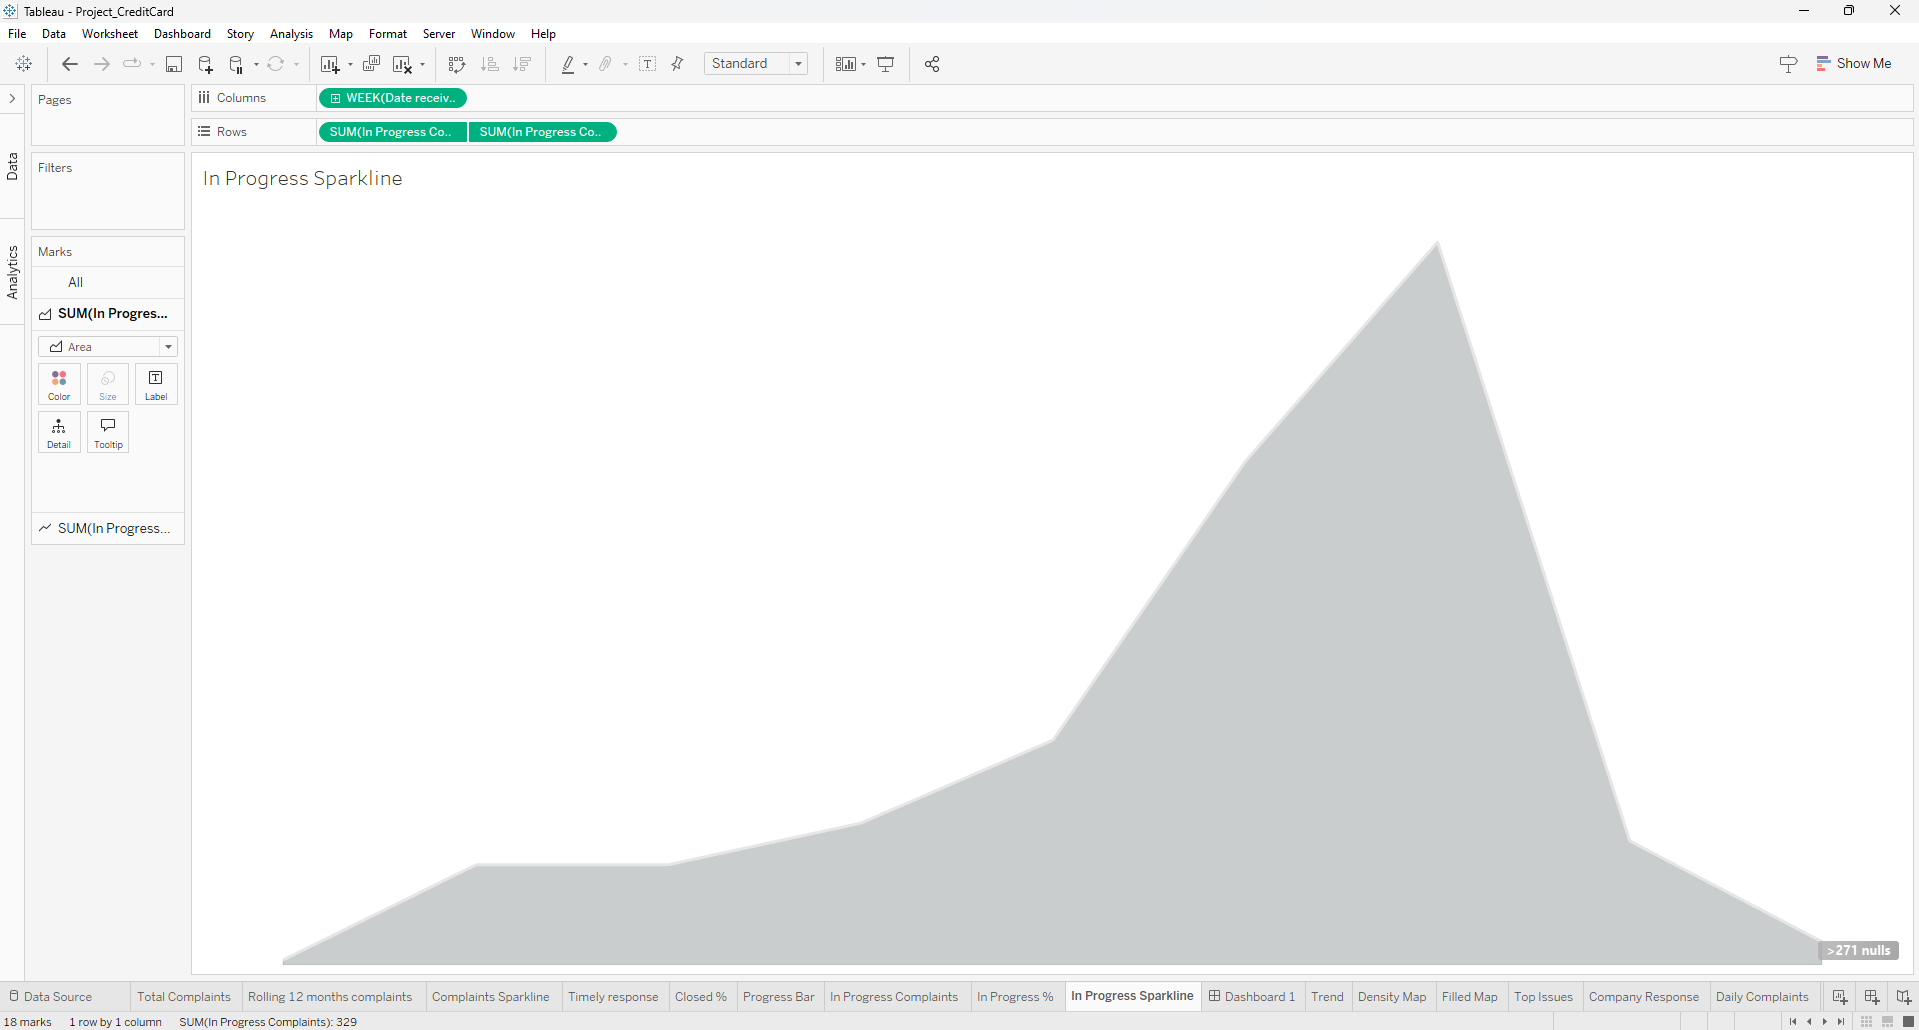 Tableau - Project_CreditCard
File Data Worksheet Dashboard Story Analysis Map Format Server Window Help
Standard
Show Me
Pages
Columns
WEEK(Date receiv..
Rows
SUM(In Progress Co..
SUM(In Progress Co..
Data
Filters
In Progress Sparkline
Analytics
Marks
All
SUM(In Progres...
Area
Color
Size
Label
Detail
Tooltip
SUM(In Progress...
>271 nulls
Data Source
Total Complaints
Rolling 12 months complaints
Complaints Sparkline
Timely response
Closed %
Progress Bar
In Progress Complaints
In Progress %
In Progress Sparkline
Dashboard 1
Trend
Density Map
Filled Map
Top Issues
Company Response
Daily Complaints
18 marks
1 row by 1 column
SUM(In Progress Complaints): 329